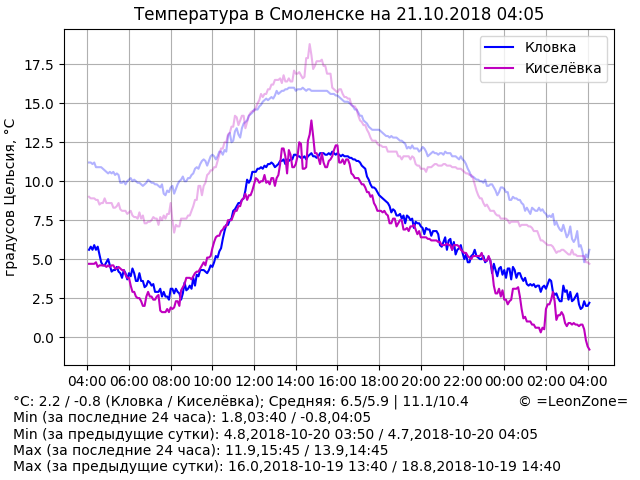 Температура в Смоленске на 21.10.2018 04:05
Кловка
Киселёвка
градусов Цельсия, °C
17.5
15.0
12.5
10.0
7.5
5.0
2.5
0.0
04:00 06:00 08:00 10:00 12:00 14:00 16:00 18:00 20:00 22:00 00:00 02:00 04:00
°C: 2.2 / -0.8 (Кловка / Киселёвка); Средняя: 6.5/5.9 | 11.1/10.4 © =LeonZone=
Min (за последние 24 часа): 1.8,03:40 / -0.8,04:05
Min (за предыдущие сутки): 4.8,2018-10-20 03:50 / 4.7,2018-10-20 04:05
Max (за последние 24 часа): 11.9,15:45 / 13.9,14:45
Max (за предыдущие сутки): 16.0,2018-10-19 13:40 / 18.8,2018-10-19 14:40